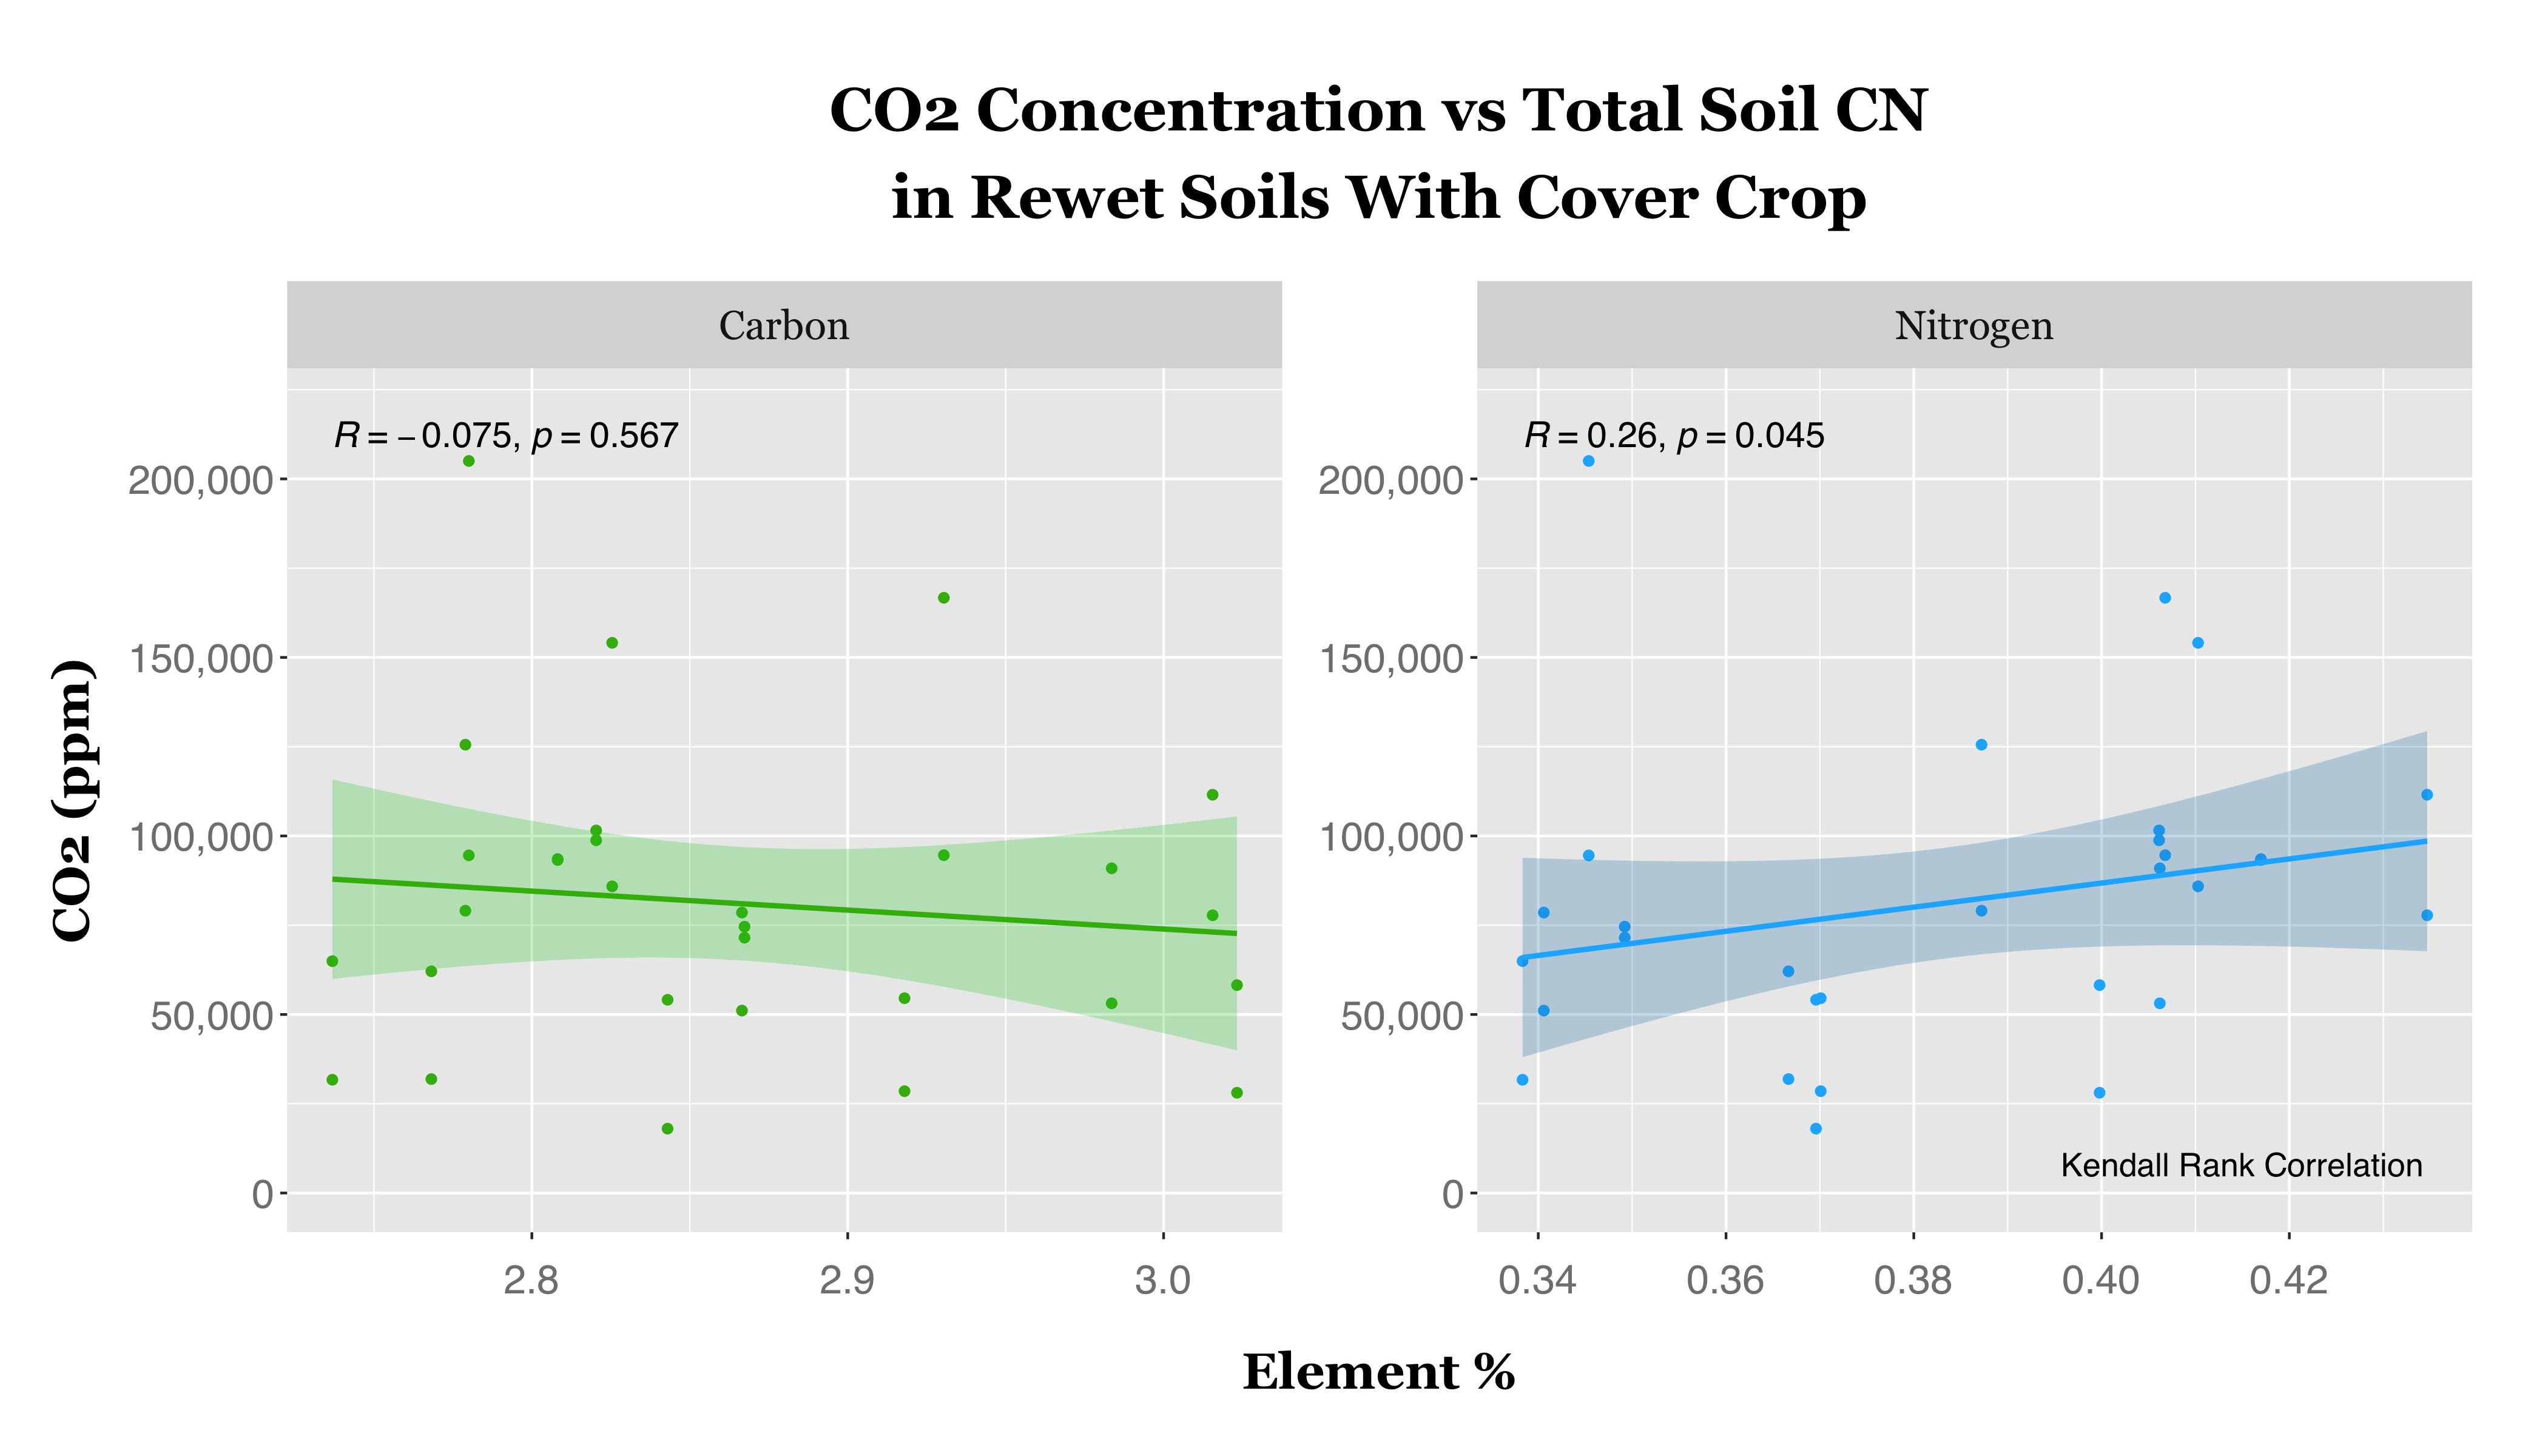 CO2 Concentration vs Total Soil CN
in Rewet Soils With Cover Crop
Carbon
Nitrogen
R = − 0.075, p = 0.567
R = 0.26, p = 0.045
CO2 (ppm)
200,000
150,000
100,000
50,000
0
200,000
150,000
100,000
50,000
0
Kendall Rank Correlation
2.8 2.9 3.0
0.34 0.36 0.38 0.40 0.42
Element %